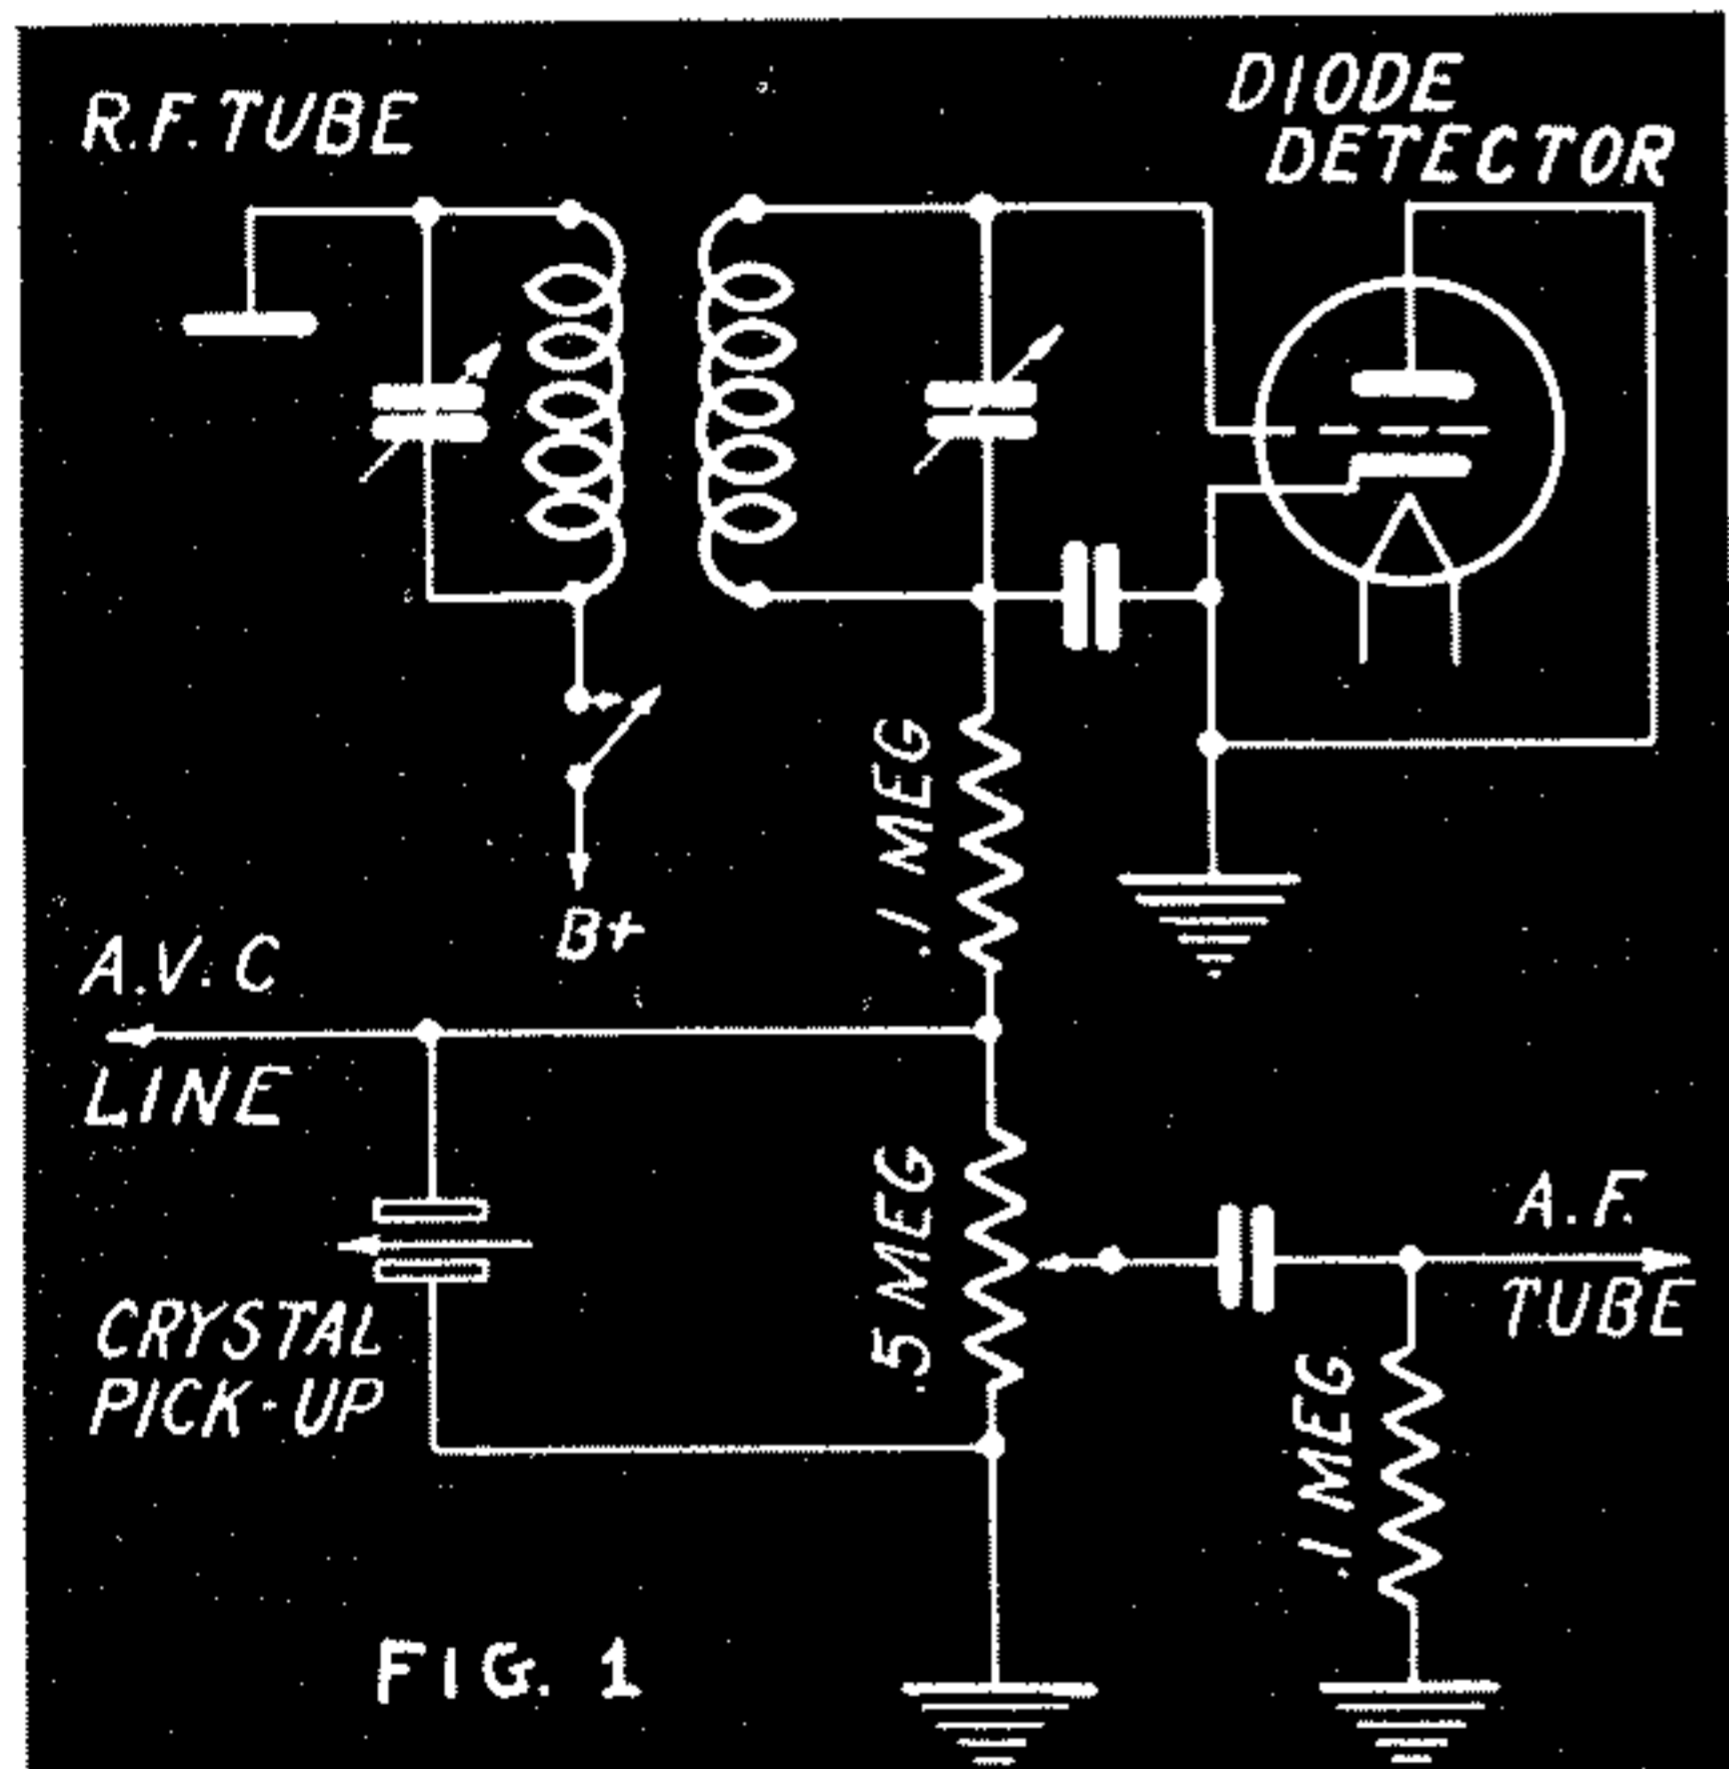 R.F. TUBE
DIODE
DETECTOR
.1 MEG
B+
A.V.C
LINE
.5 MEG
A.F.
TUBE
CRYSTAL
PICK-UP
.1 MEG
FIG. 1